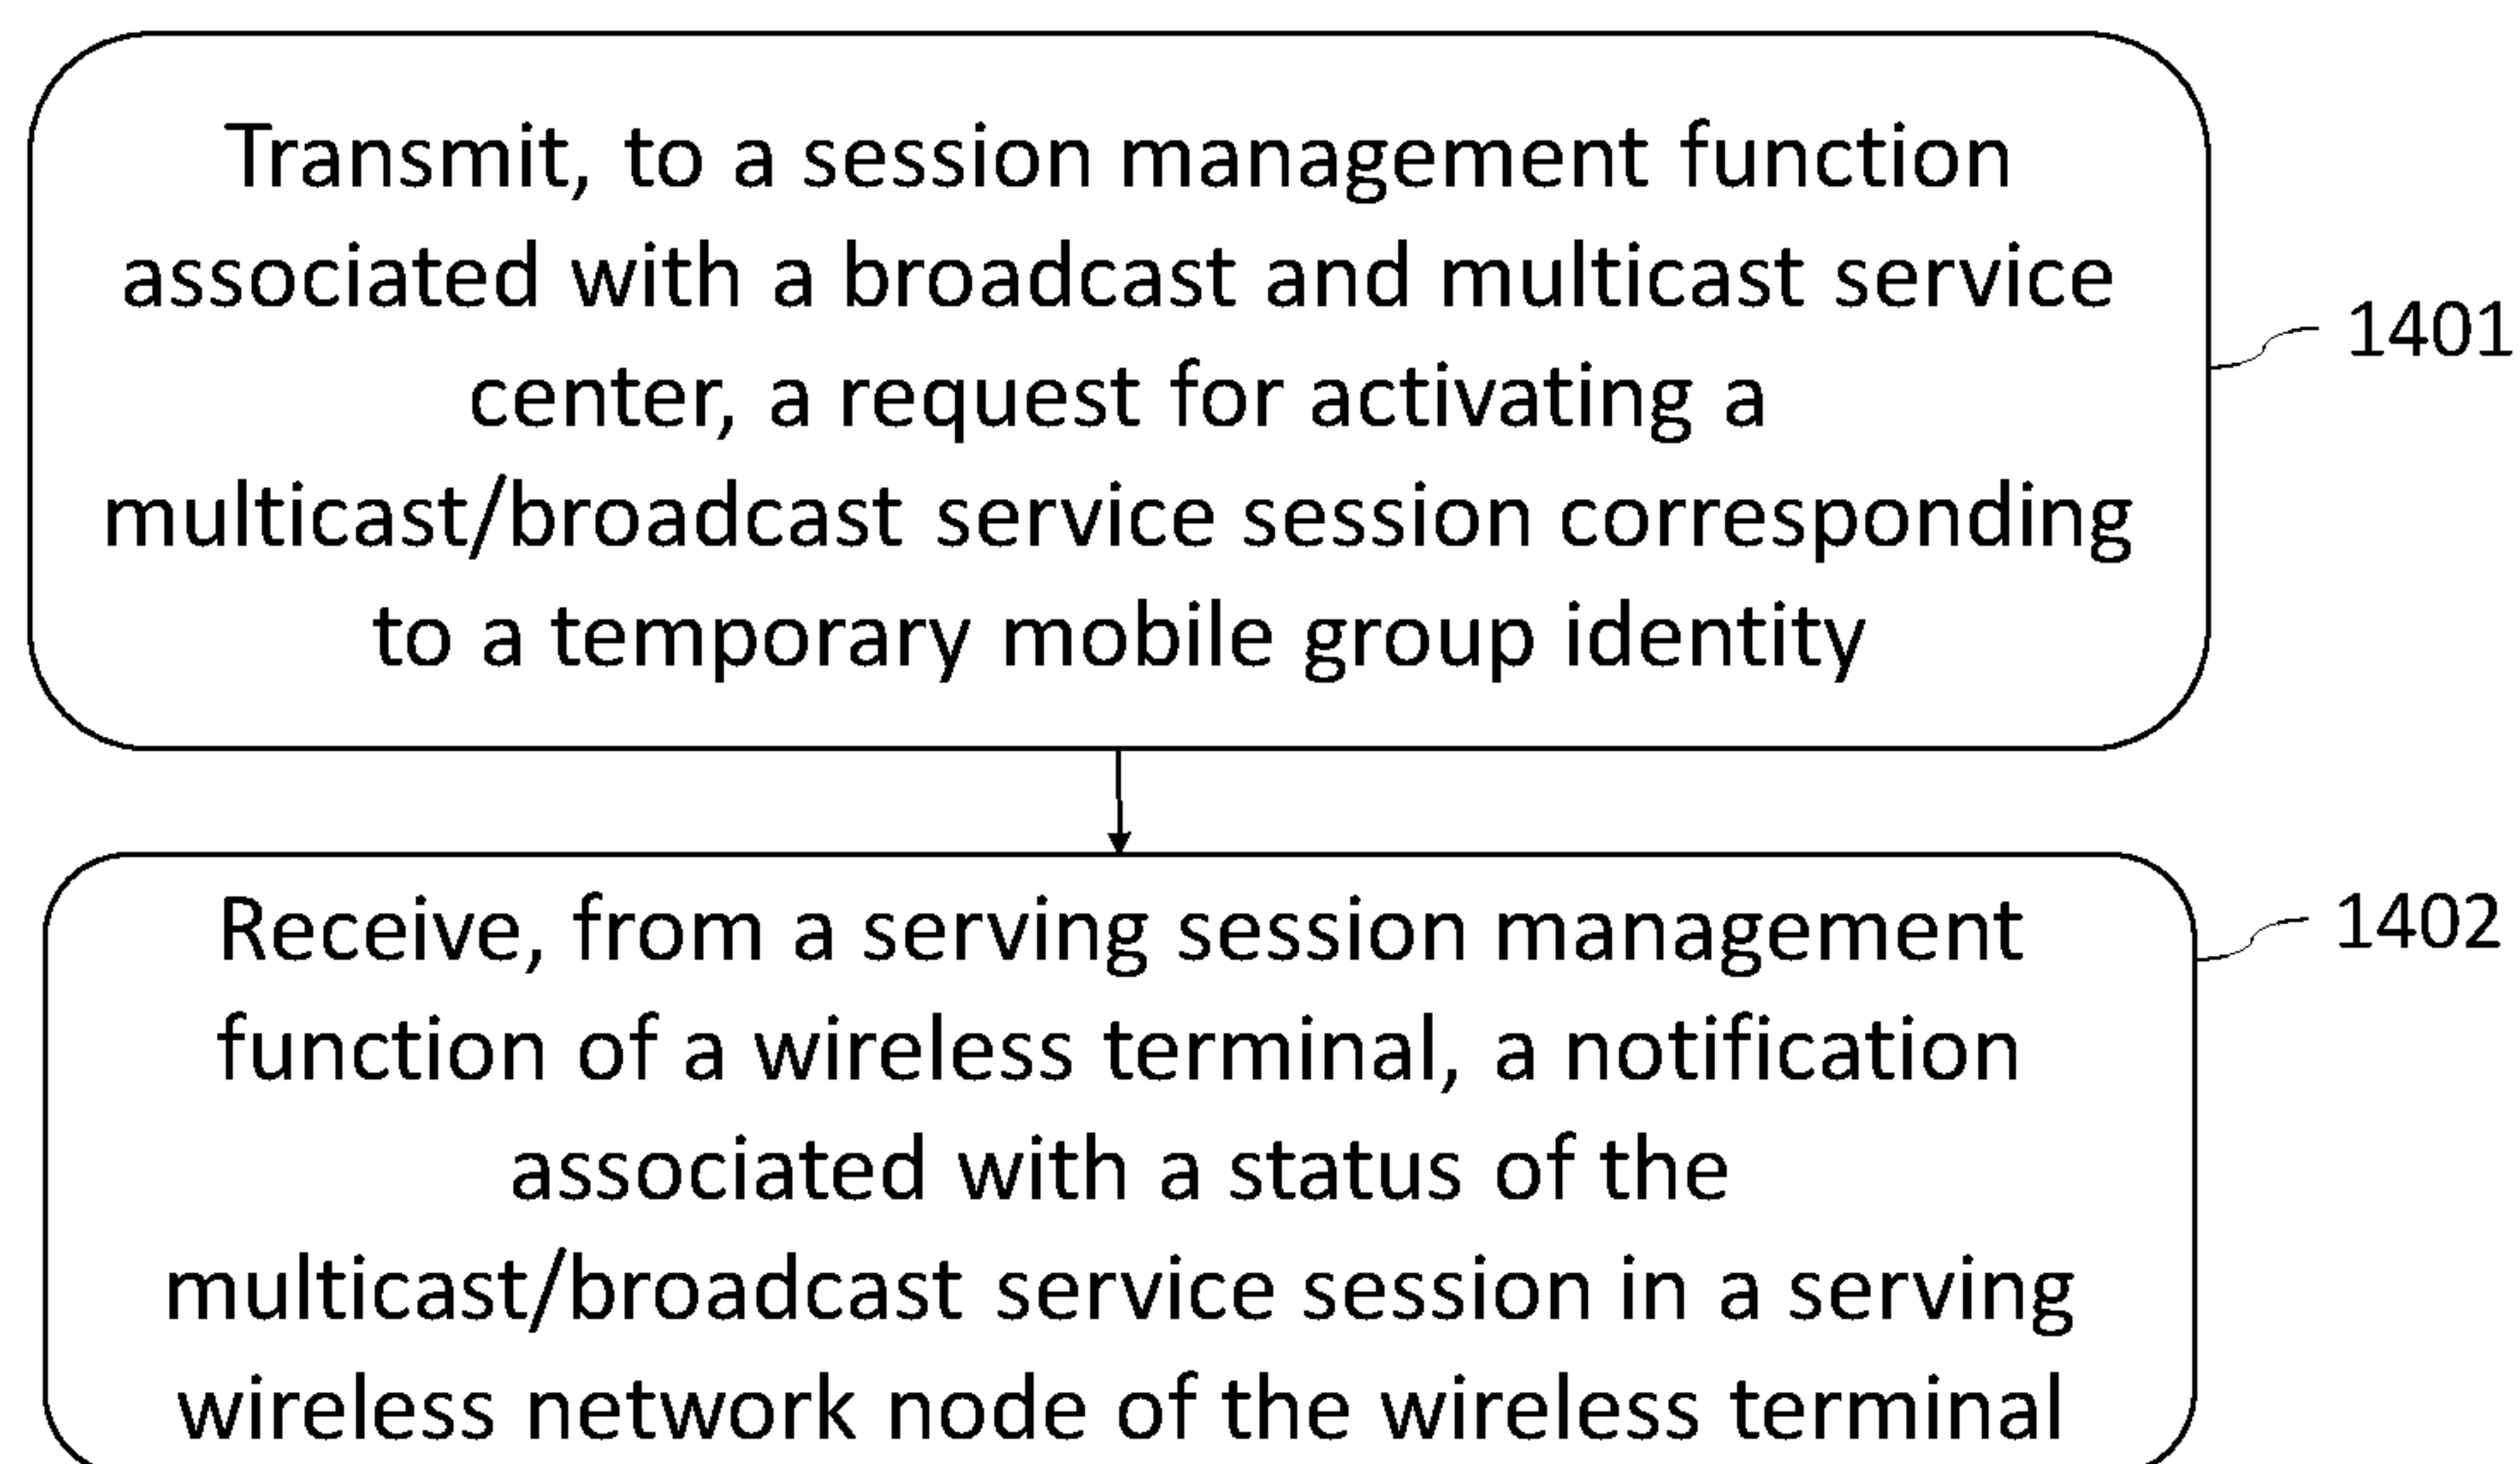 Transmit, to a session management function
associated with a broadcast and multicast service
center, a request for activating a
multicast/broadcast service session corresponding
to a temporary mobile group identity
1401
Receive, from a serving session management
function of a wireless terminal, a notification
associated with a status of the
multicast/broadcast service session in a serving
wireless network node of the wireless terminal
1402